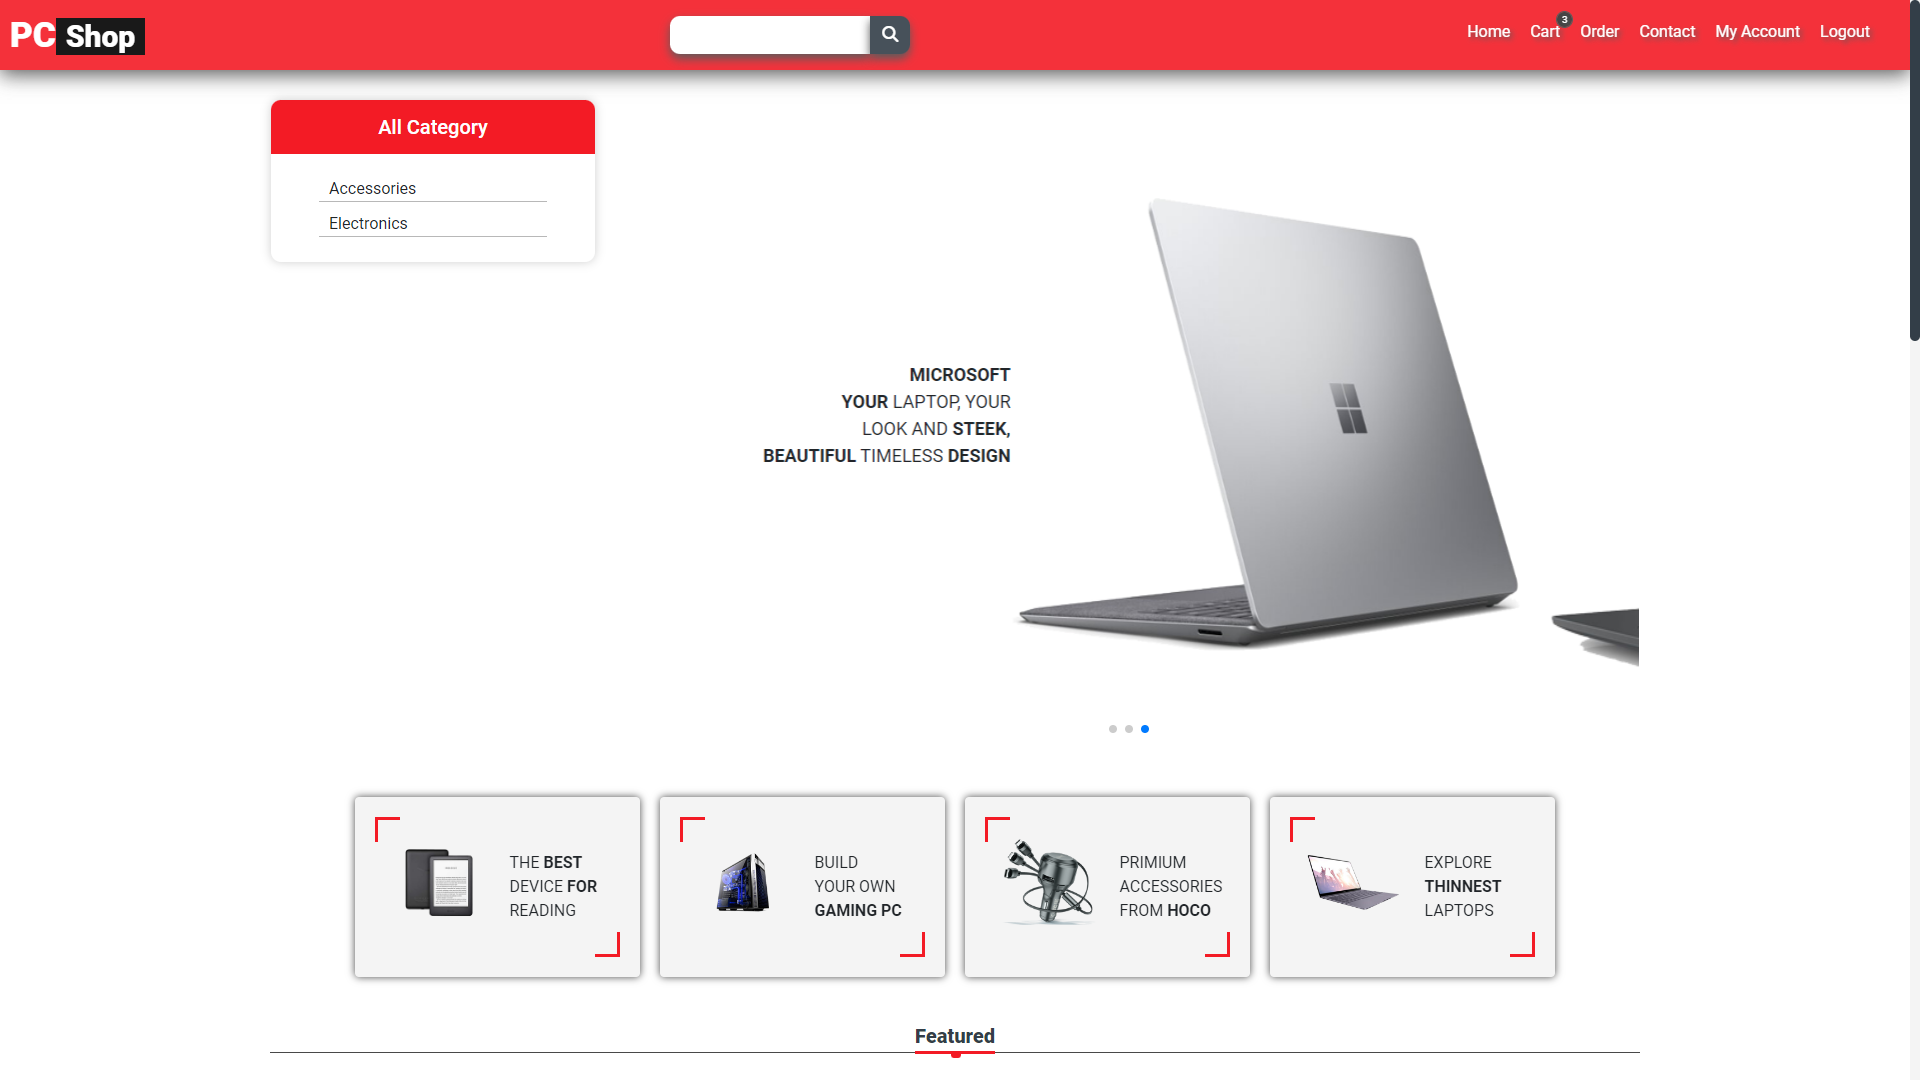 PC Shop
Home Cart 3 Order Contact My Account Logout
All Category
Accessories
Electronics
MICROSOFT
YOUR LAPTOP, YOUR
LOOK AND STEEK,
BEAUTIFUL TIMELESS DESIGN
THE BEST
DEVICE FOR
READING
BUILD
YOUR OWN
GAMING PC
PRIMIUM
ACCESSORIES
FROM HOCO
EXPLORE
THINNEST
LAPTOPS
Featured